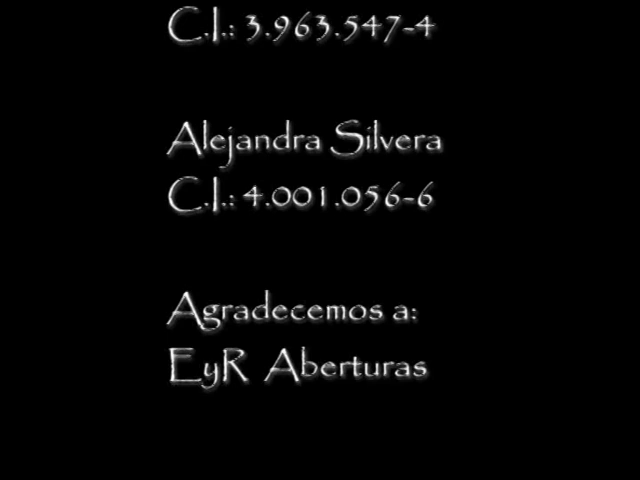 C.I.: 3.963.547-4
Alejandra Silvera
C.I.: 4.001.056-6
Agradecemos a:
EyR Aberturas